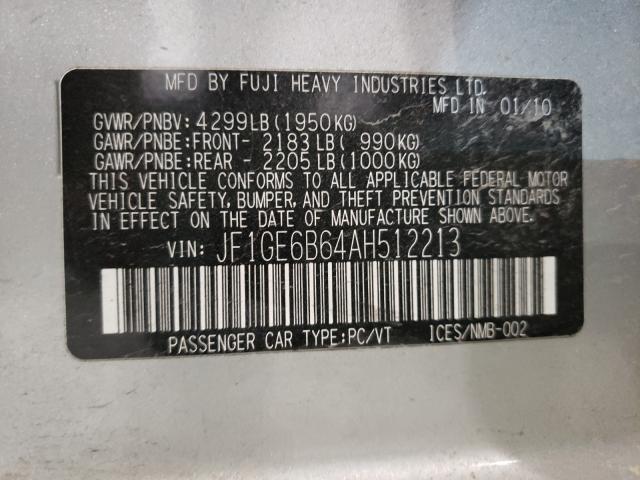 MFD BY FUJI HEAVY INDUSTRIES LTD.
MFD IN 01/10
GVWR/PNBV: 4299LB (1950KG)
GAWR/PNBE: FRONT- 2183LB ( 990KG)
GAWR/PNBE: REAR - 2205LB (1000KG)
THIS VEHICLE CONFORMS TO ALL APPLICABLE FEDERAL MOTOR
VEHICLE SAFETY, BUMPER, AND THEFT PREVENTION STANDARDS
IN EFFECT ON THE DATE OF MANUFACTURE SHOWN ABOVE.
VIN: JF1GE6B64AH512213
PASSENGER CAR TYPE:PC/VT ICES/NMB-002